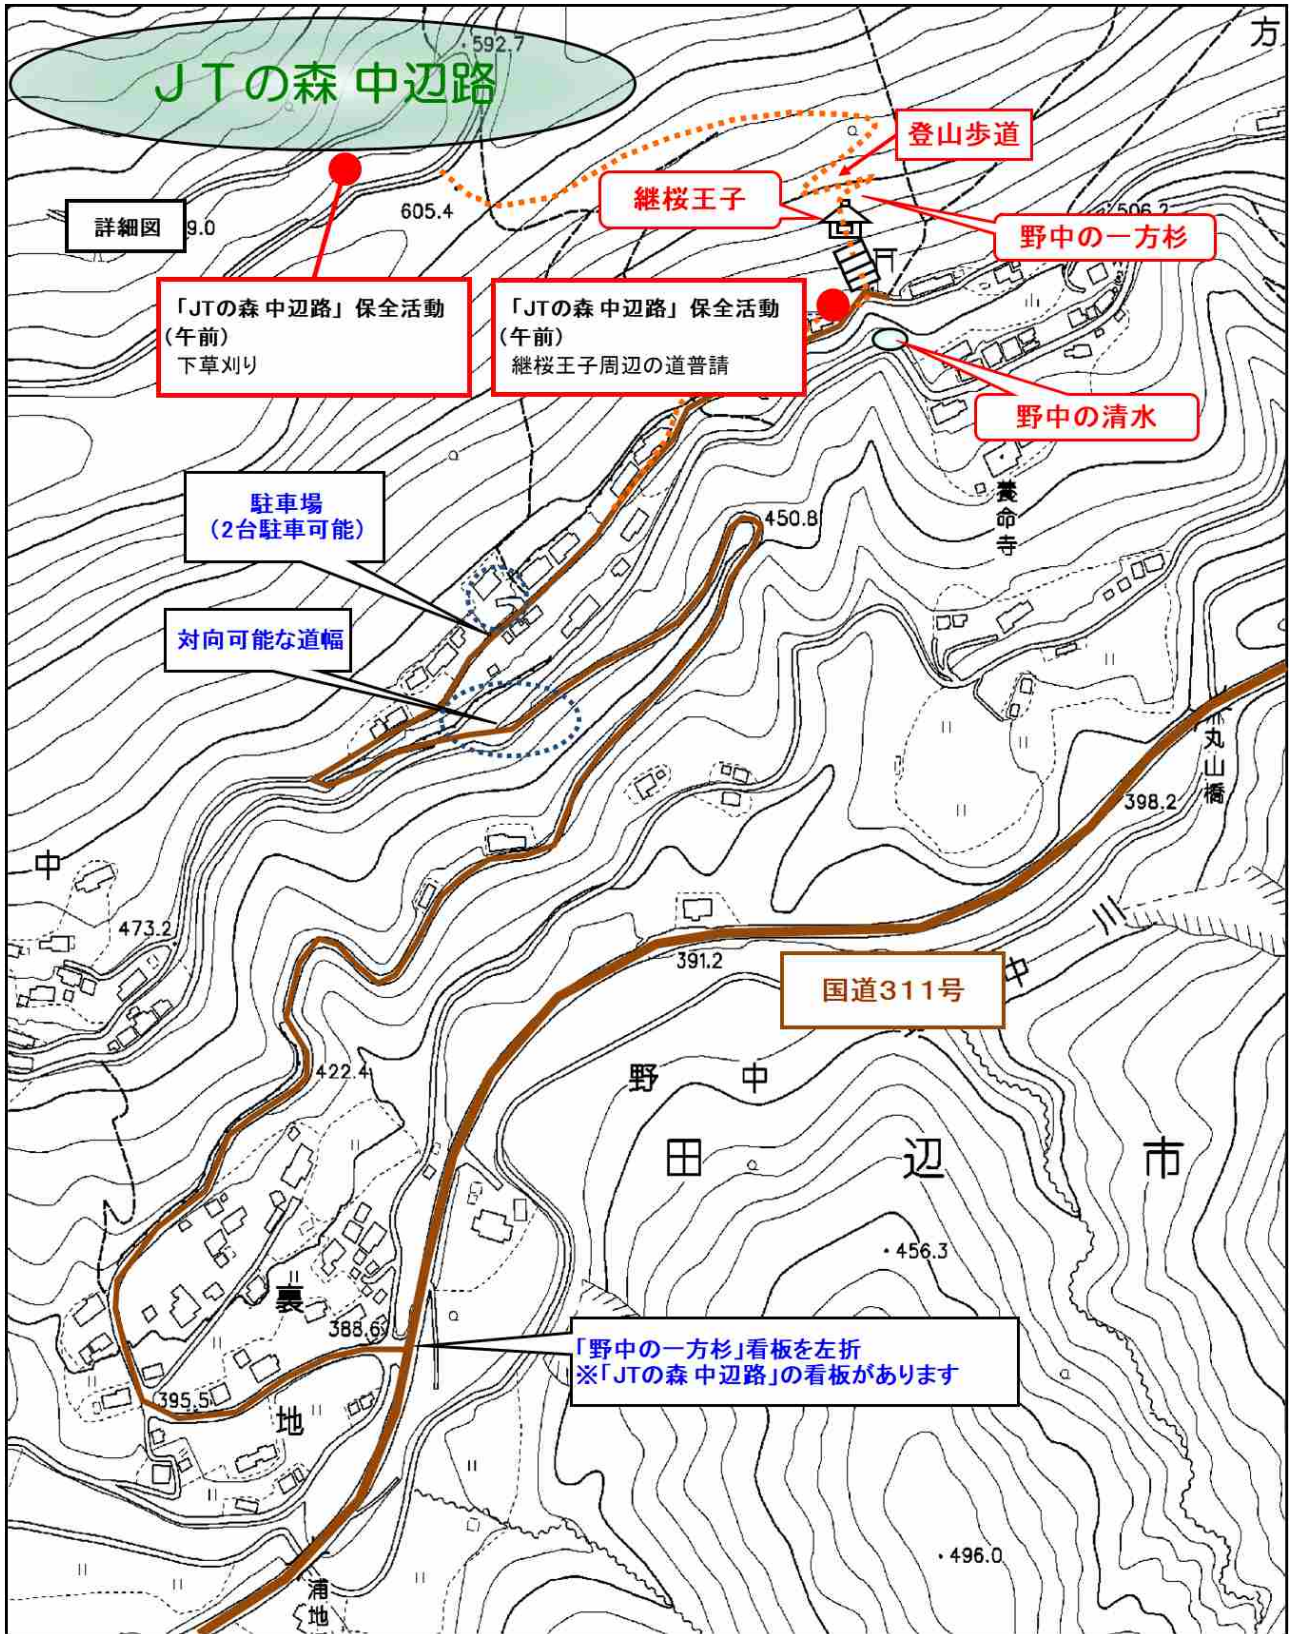 方
592.7
JTの森 中辺路
登山歩道
継桜王子
605.4
506.2
詳細図
9.0
野中の一方杉
「JTの森 中辺路」保全活動
(午前)
下草刈り
「JTの森 中辺路」保全活動
(午前)
継桜王子周辺の道普請
野中の清水
養命寺
駐車場
(2台駐車可能)
450.8
対向可能な道幅
丸山橋
398.2
中
473.2
川
中
391.2
国道311号
422.4
野 中
田 辺 市
456.3
裏
388.6
「野中の一方杉」看板を左折
※「JTの森 中辺路」の看板があります
395.5
地
496.0
浦地